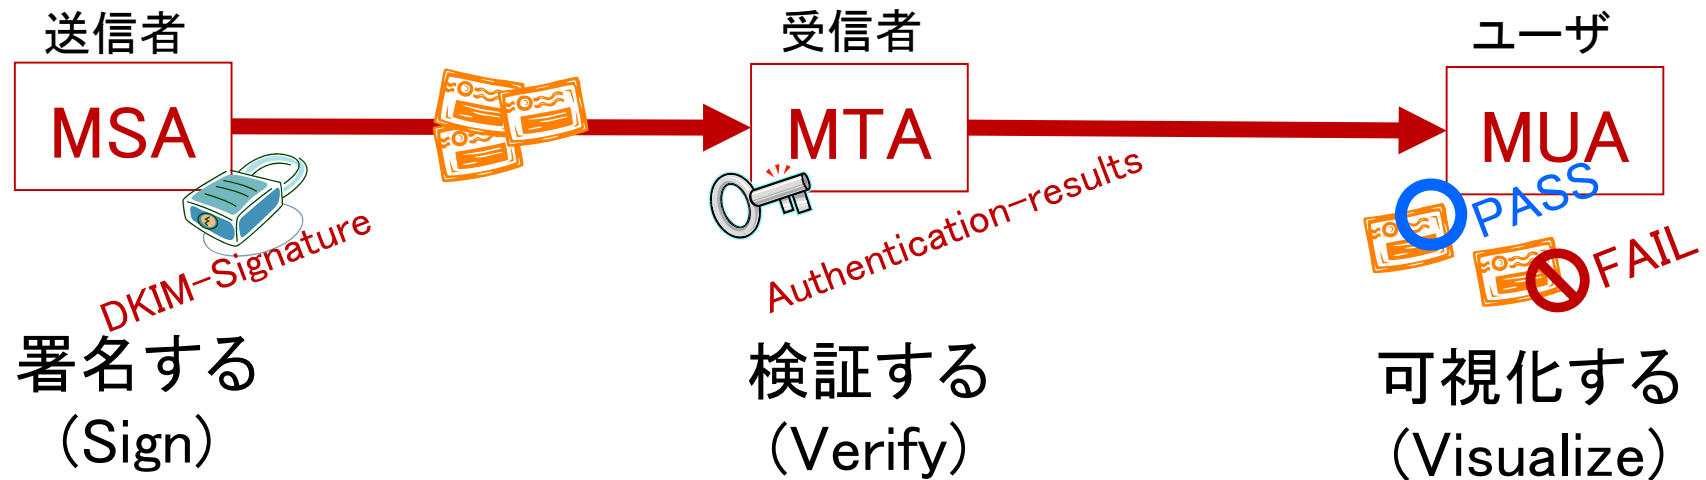 送信者
MSA
DKIM-Signature
署名する
（Sign）
受信者
MTA
Authentication-results
検証する
（Verify）
ユーザ
MUA
PASS
FAIL
可視化する
（Visualize）